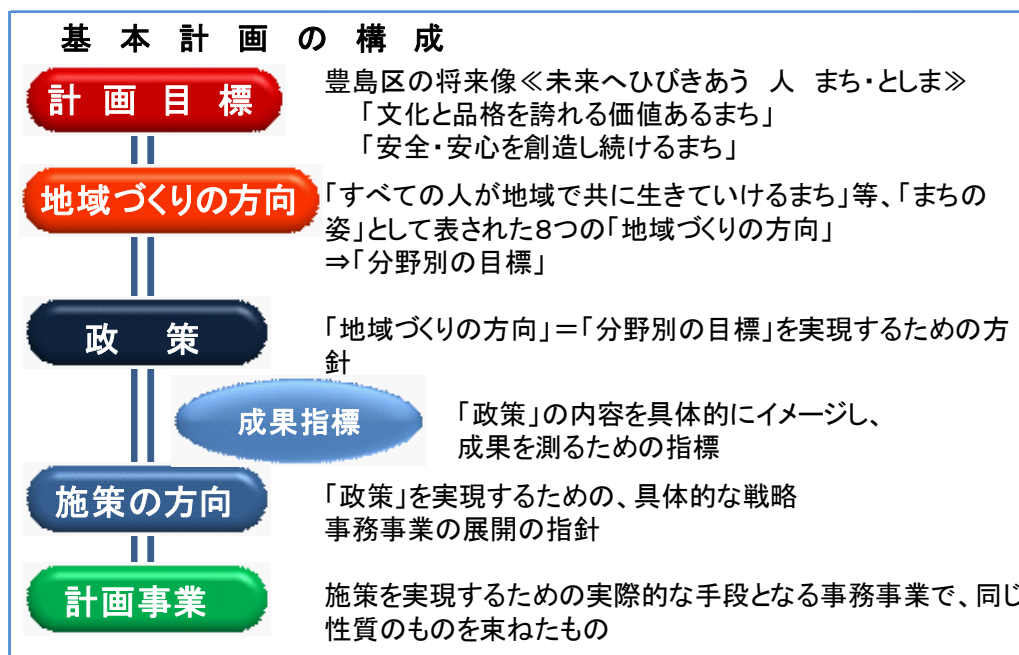 基本計画の構成
計画目標
豊島区の将来像≪未来へひびきあう　人　まち・としま≫
「文化と品格を誇れる価値あるまち」
「安全・安心を創造し続けるまち」
地域づくりの方向
「すべての人が地域で共に生きていけるまち」等、「まちの
姿」として表された8つの「地域づくりの方向」
⇒「分野別の目標」
政策
「地域づくりの方向」＝「分野別の目標」を実現するための方
針
成果指標
「政策」の内容を具体的にイメージし、
成果を測るための指標
施策の方向
「政策」を実現するための、具体的な戦略
事務事業の展開の指針
計画事業
施策を実現するための実際的な手段となる事務事業で、同じ
性質のものを束ねたもの